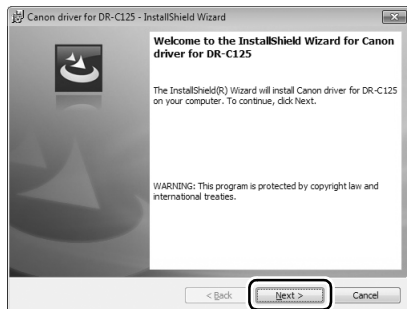 Canon driver for DR-C125 - InstallShield Wizard
Welcome to the InstallShield Wizard for Canon
driver for DR-C125
The InstallShield(R) Wizard will install Canon driver for DR-C125
on your computer. To continue, click Next.
WARNING: This program is protected by copyright law and
international treaties.
< Back Next > Cancel